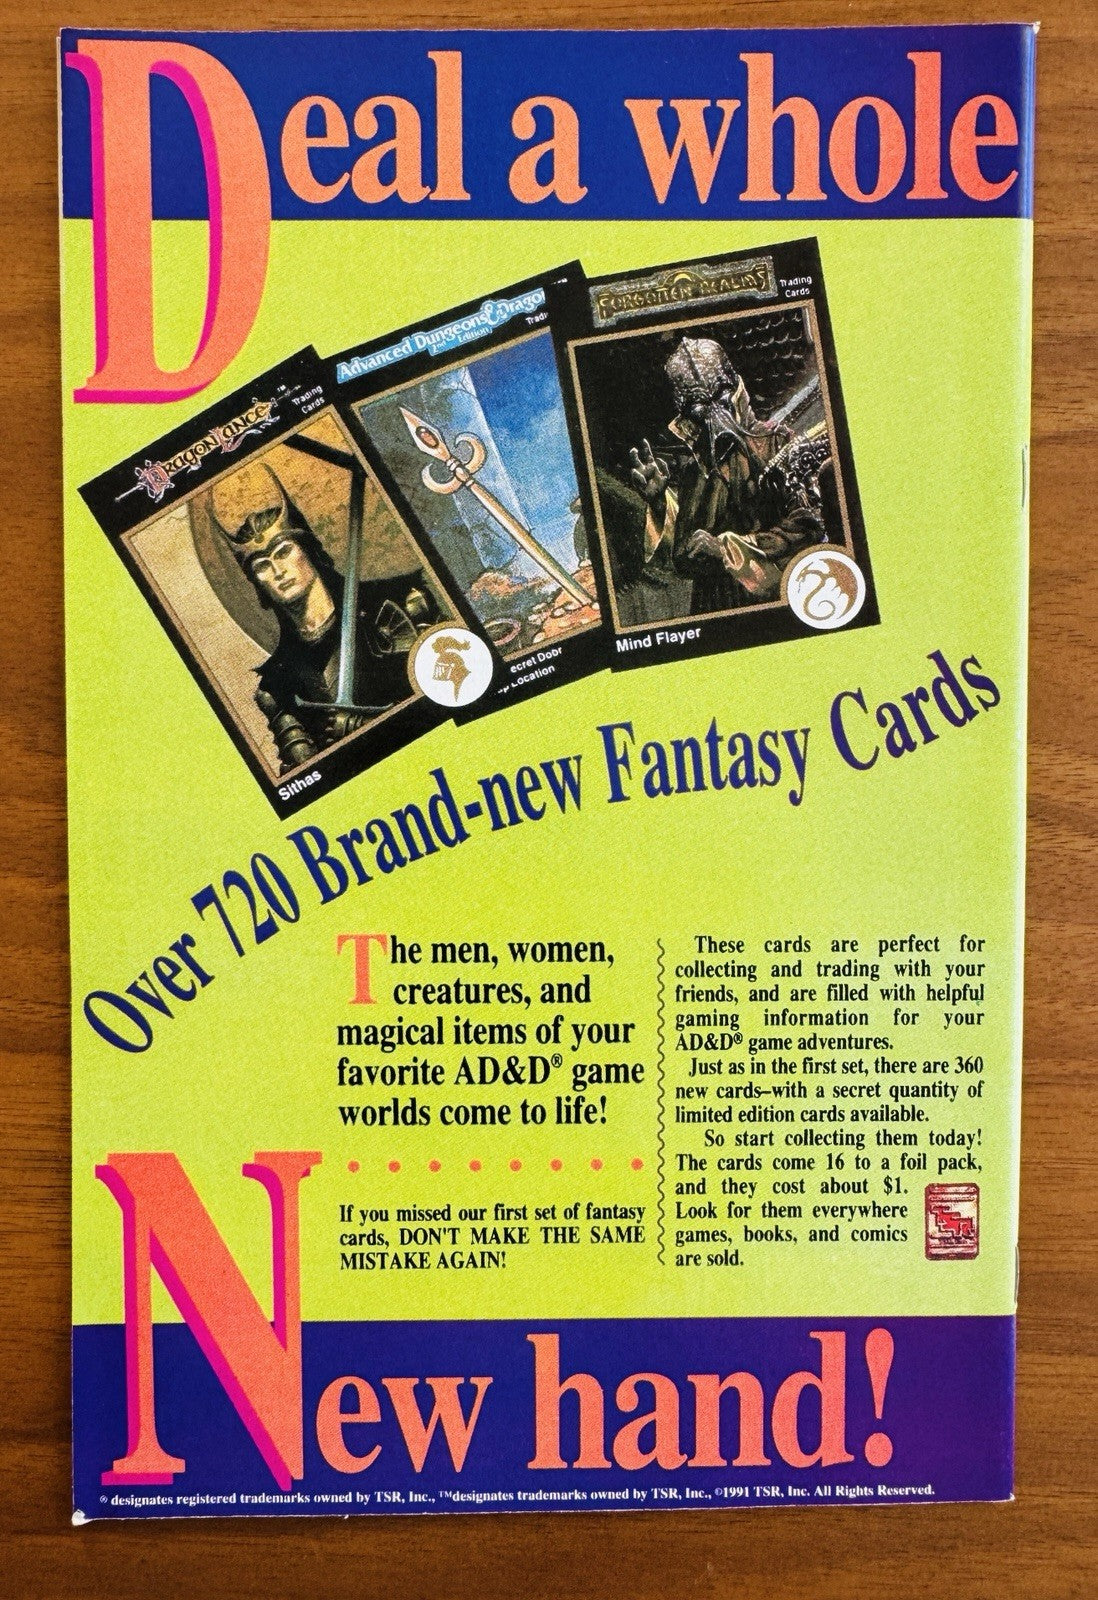 Deal a whole
DRAGONLANCE
Trading
Cards
Sithas
Advanced Dungeons & Drago
2nd Edition
Tradi
ecret Door
Location
FORGOTTEN REALMS
Trading
Cards
Mind Flayer
Over 720 Brand-new Fantasy Cards
The men, women,
creatures, and
magical items of your
favorite AD&D® game
worlds come to life!
If you missed our first set of fantasy
cards, DON'T MAKE THE SAME
MISTAKE AGAIN!
These cards are perfect for
collecting and trading with your
friends, and are filled with helpful
gaming information for your
AD&D® game adventures.
Just as in the first set, there are 360
new cards–with a secret quantity of
limited edition cards available.
So start collecting them today!
The cards come 16 to a foil pack,
and they cost about $1.
Look for them everywhere
games, books, and comics
are sold.
TSR
New hand!
® designates registered trademarks owned by TSR, Inc., ™designates trademarks owned by TSR, Inc., ©1991 TSR, Inc. All Rights Reserved.